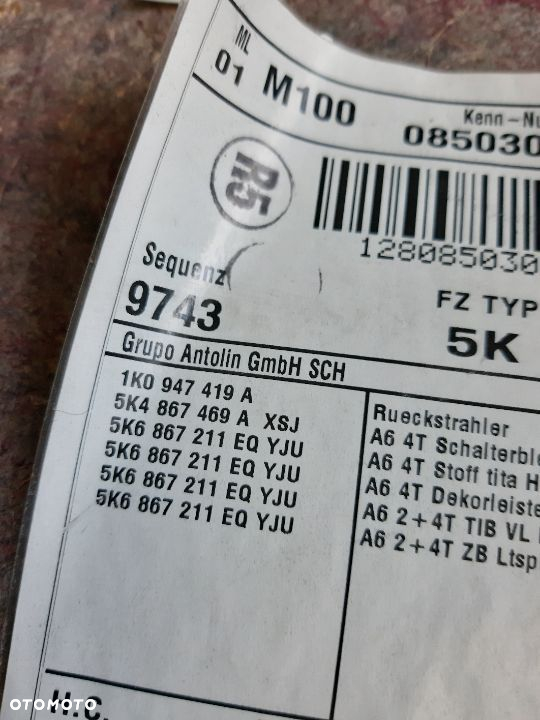 ML
01 M100
Kenn-Nu
085030
R5
128085030
Sequenz
9743
FZ TYP
5K
Grupo Antolin GmbH SCH
1K0 947 419 A
5K4 867 469 A XSJ
5K6 867 211 EQ YJU
5K6 867 211 EQ YJU
5K6 867 211 EQ YJU
5K6 867 211 EQ YJU
Rueckstrahler
A6 4T Schalterble
A6 4T Stoff tita H
A6 4T Dekorleiste
A6 2+4T TIB VL
A6 2+4T ZB Ltsp
H.C.
OTOMOTO